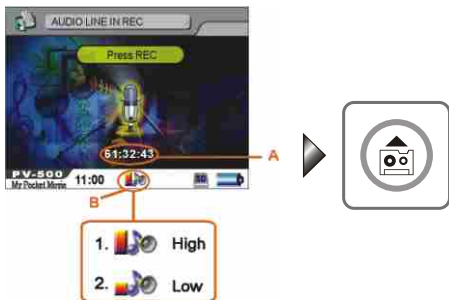 AUDIO LINE IN REC
Press REC
61:32:43
A
PV-500
My Pocket Movie
11:00
SD
B
1. High
2. Low